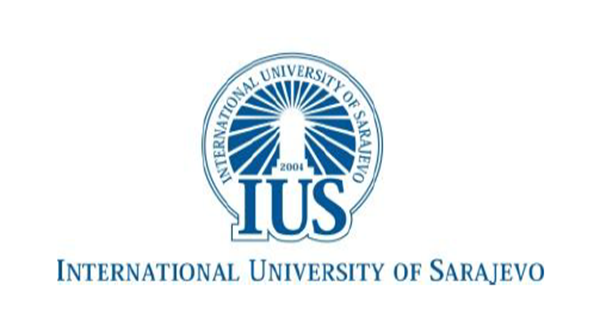 INTERNATIONAL UNIVERSITY OF SARAJEVO
2004
IUS
INTERNATIONAL UNIVERSITY OF SARAJEVO